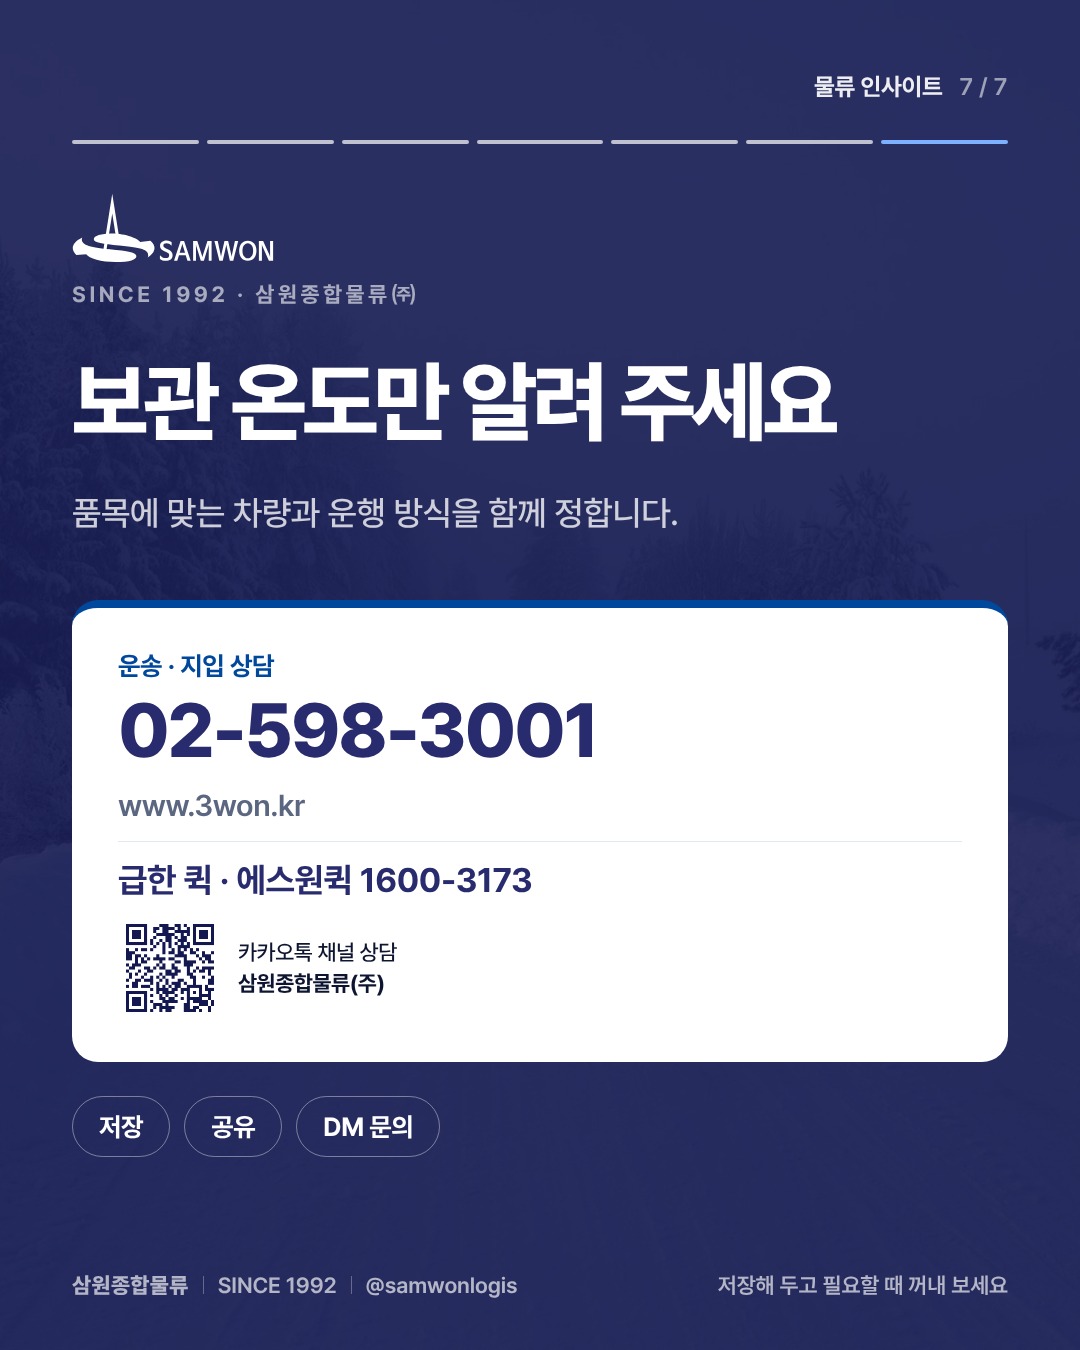 물류 인사이트 7 / 7
SAMWON
SINCE 1992 · 삼원종합물류㈜
보관 온도만 알려 주세요
품목에 맞는 차량과 운행 방식을 함께 정합니다.
운송 · 지입 상담
02-598-3001
www.3won.kr
급한 퀵 · 에스원퀵 1600-3173
카카오톡 채널 상담
삼원종합물류(주)
저장 공유 DM 문의
삼원종합물류 | SINCE 1992 | @samwonlogis 저장해 두고 필요할 때 꺼내 보세요